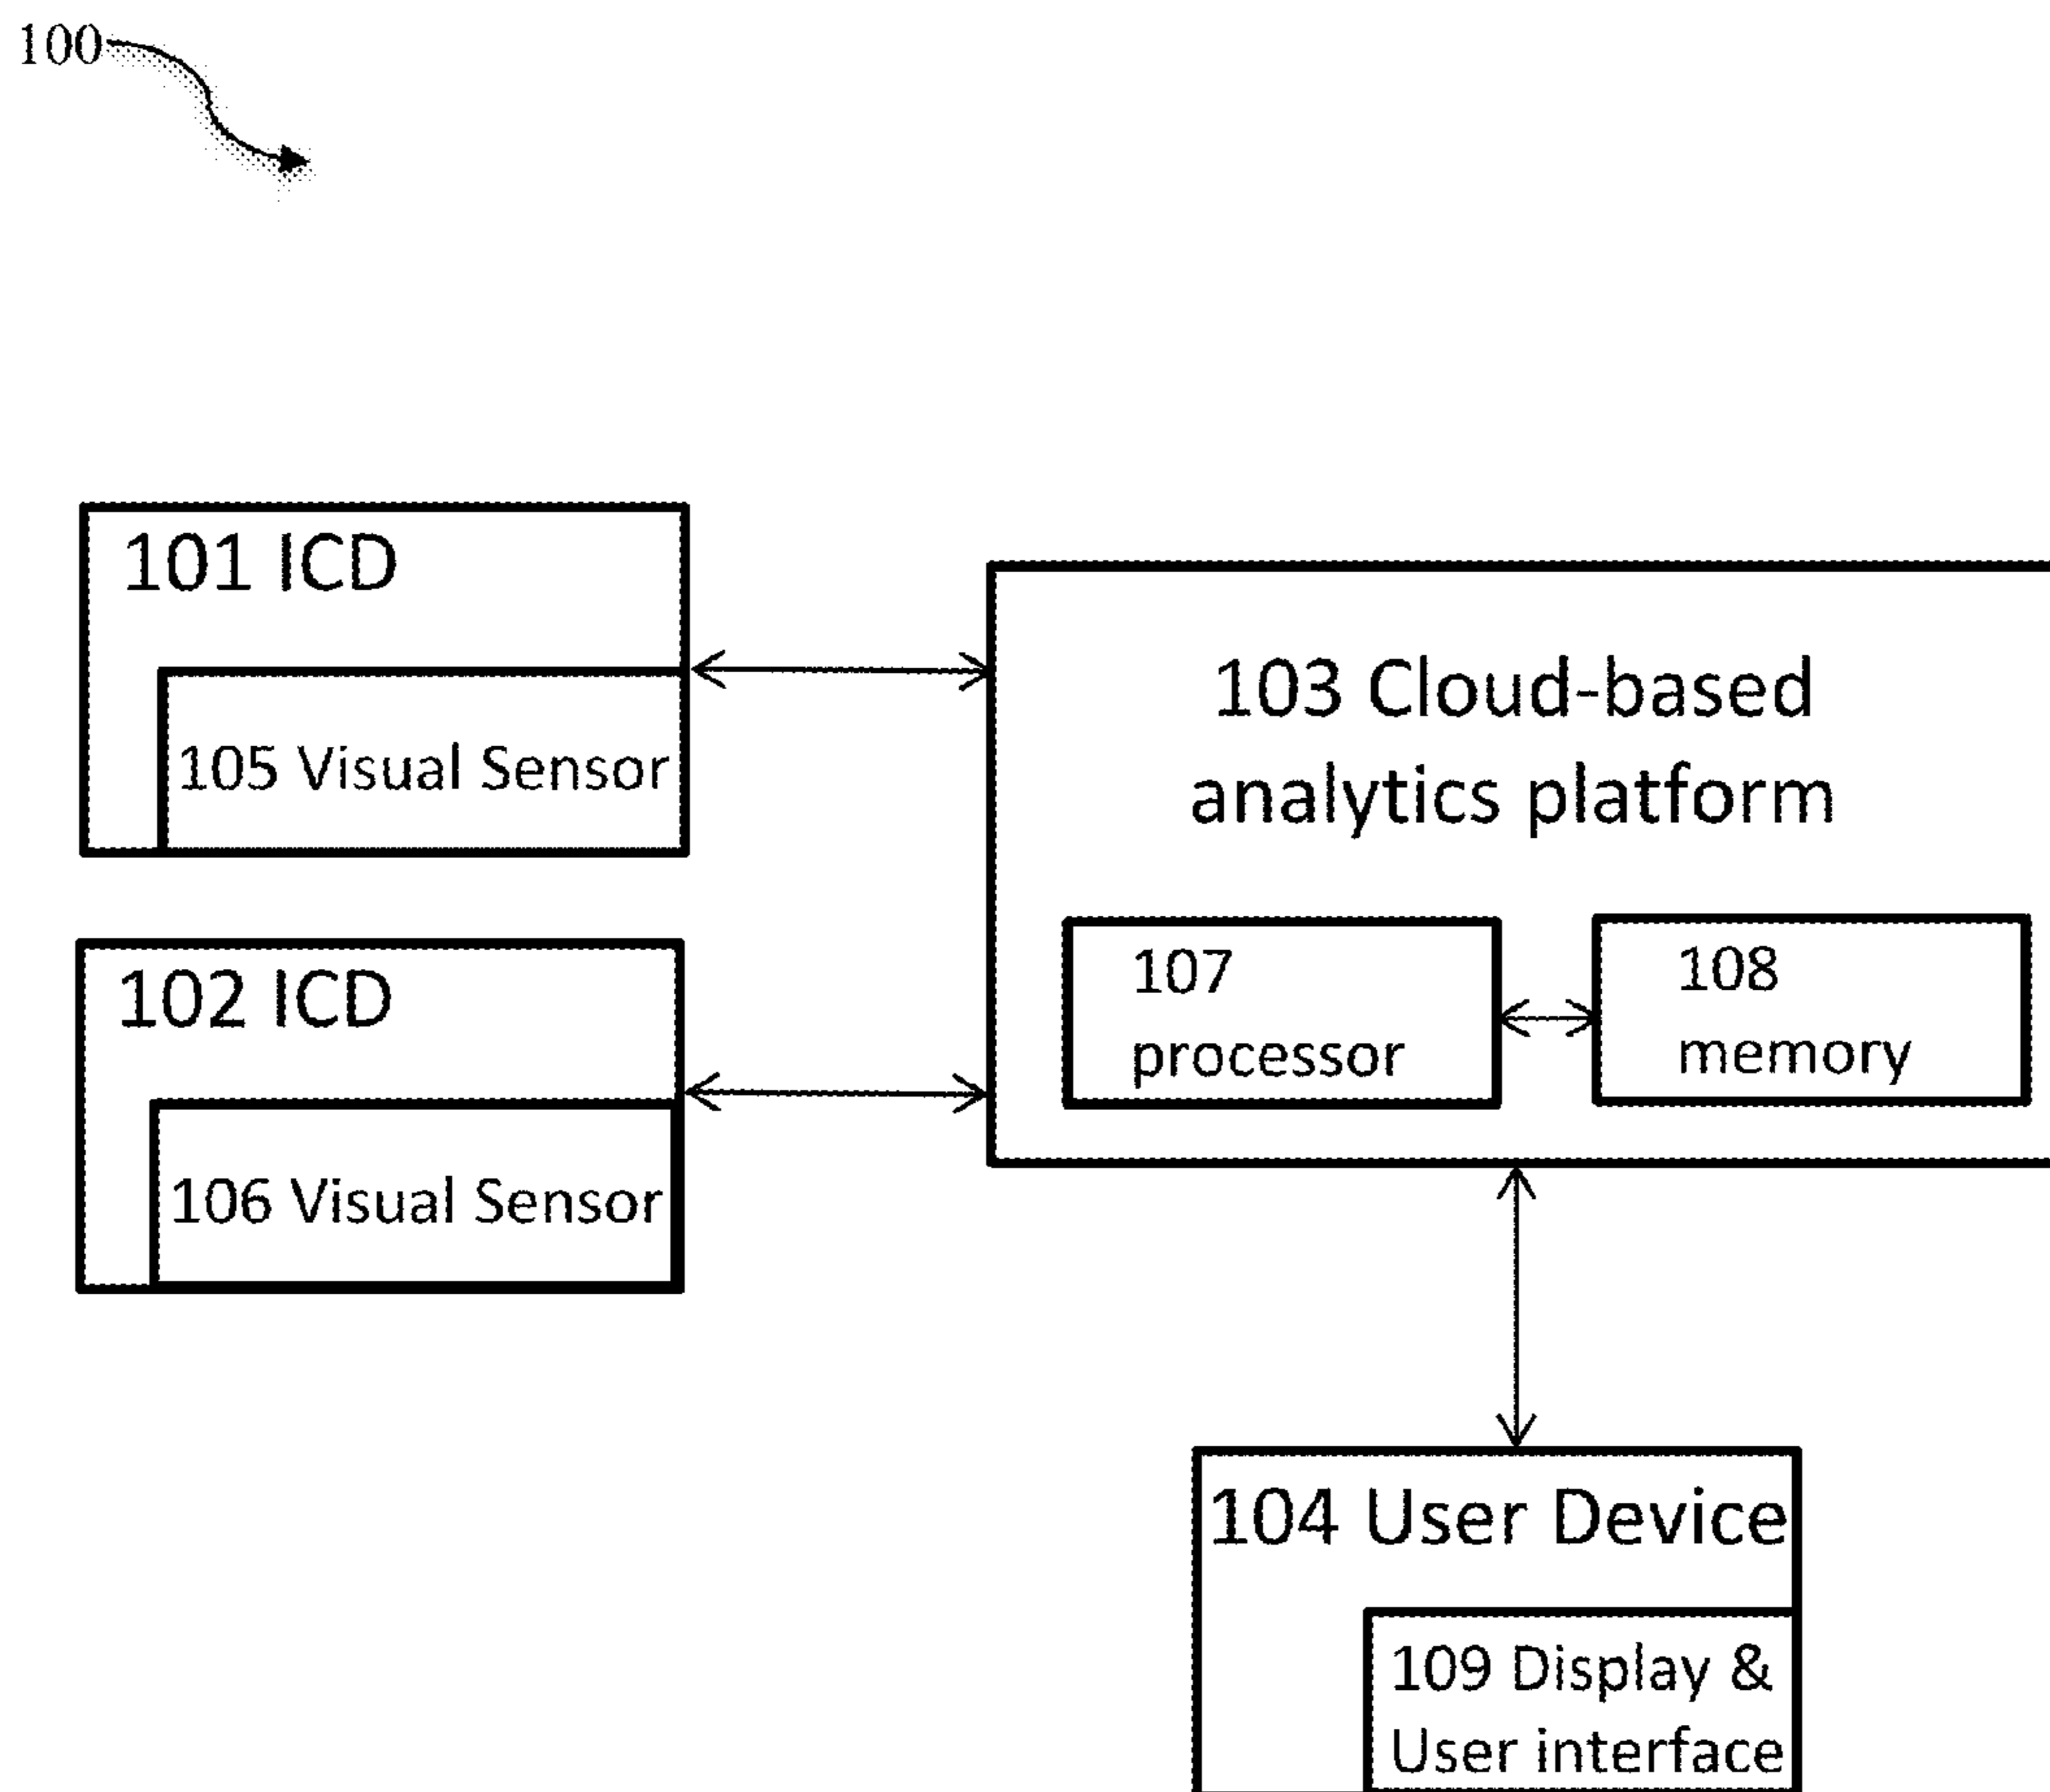 100
101 ICD
105 Visual Sensor
102 ICD
106 Visual Sensor
103 Cloud-based
analytics platform
107
processor
108
memory
104 User Device
109 Display &
User interface